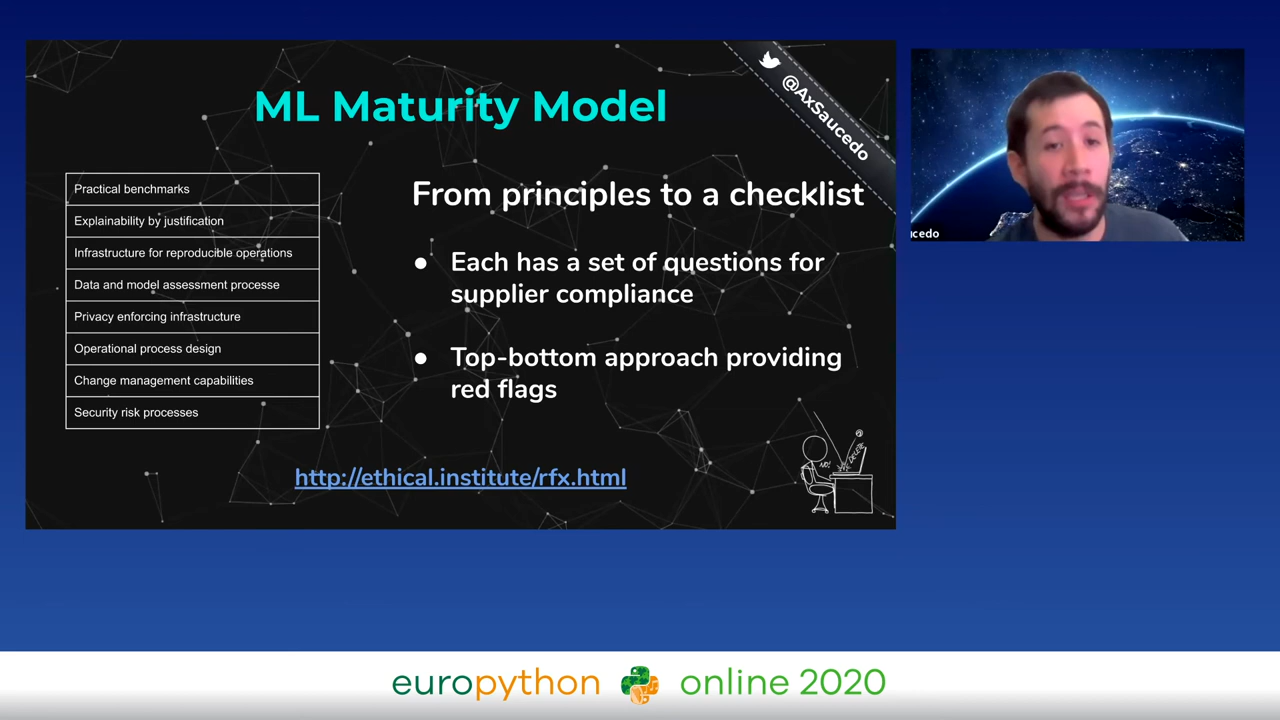 ML Maturity Model
@AxSaucedo
Practical benchmarks
Explainability by justification
Infrastructure for reproducible operations
Data and model assessment processe
Privacy enforcing infrastructure
Operational process design
Change management capabilities
Security risk processes
From principles to a checklist
● Each has a set of questions for
supplier compliance
● Top-bottom approach providing
red flags
http://ethical.institute/rfx.html
NO!
ucedo
europython online 2020